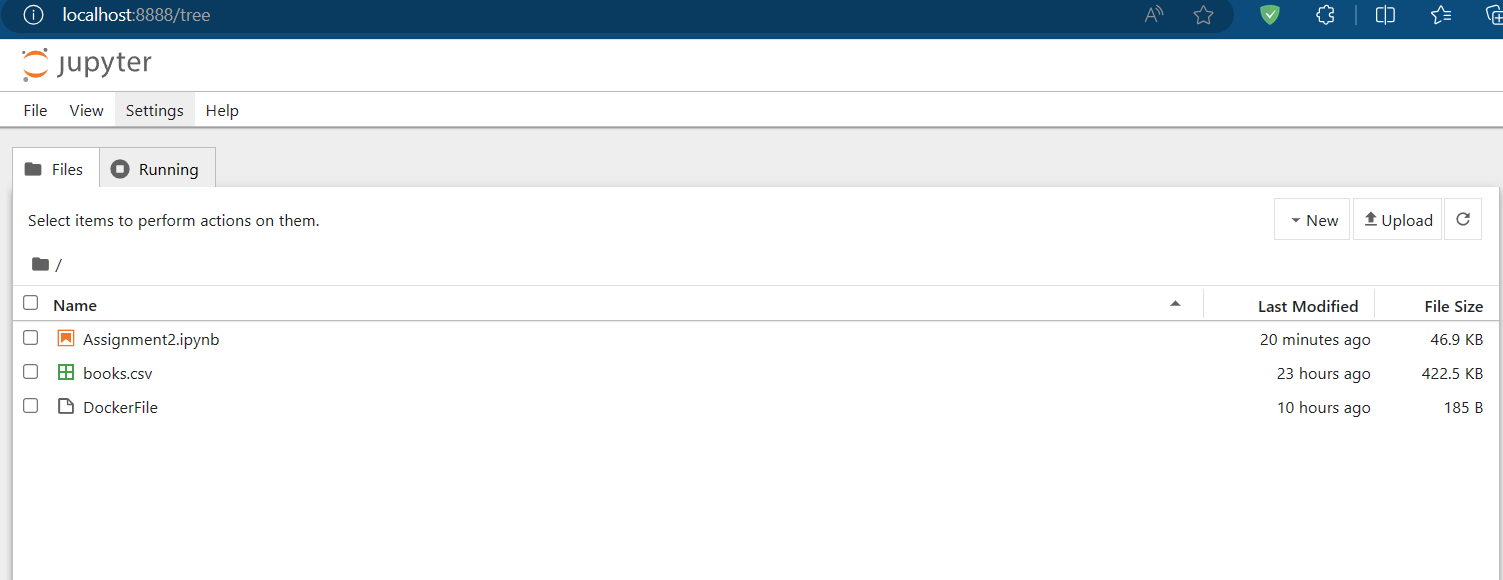 localhost:8888/tree
jupyter
File View Settings Help
Files Running
Select items to perform actions on them.
New Upload
/
Name Last Modified File Size
Assignment2.ipynb 20 minutes ago 46.9 KB
books.csv 23 hours ago 422.5 KB
DockerFile 10 hours ago 185 B